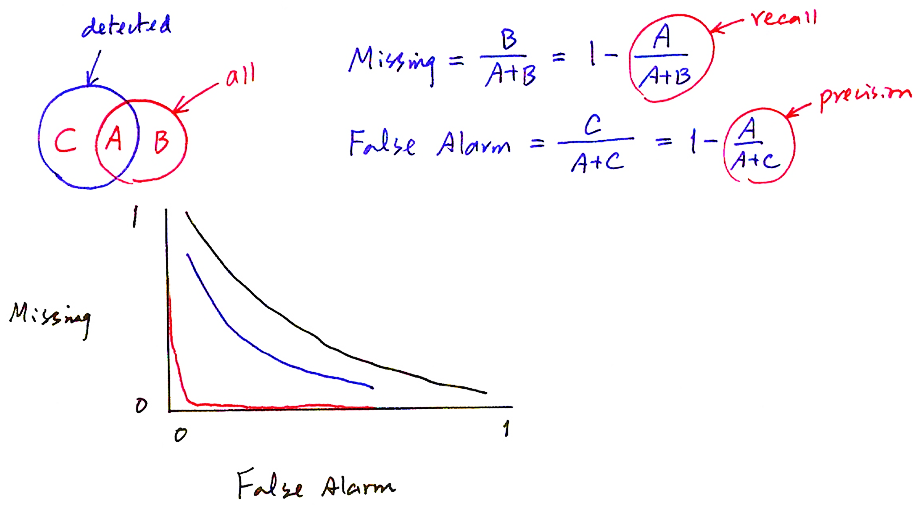 detected
all
C A B
Missing = B/(A+B) = 1 - A/(A+B)
recall
False Alarm = C/(A+C) = 1 - A/(A+C)
precision
1
Missing
0
0 1
False Alarm